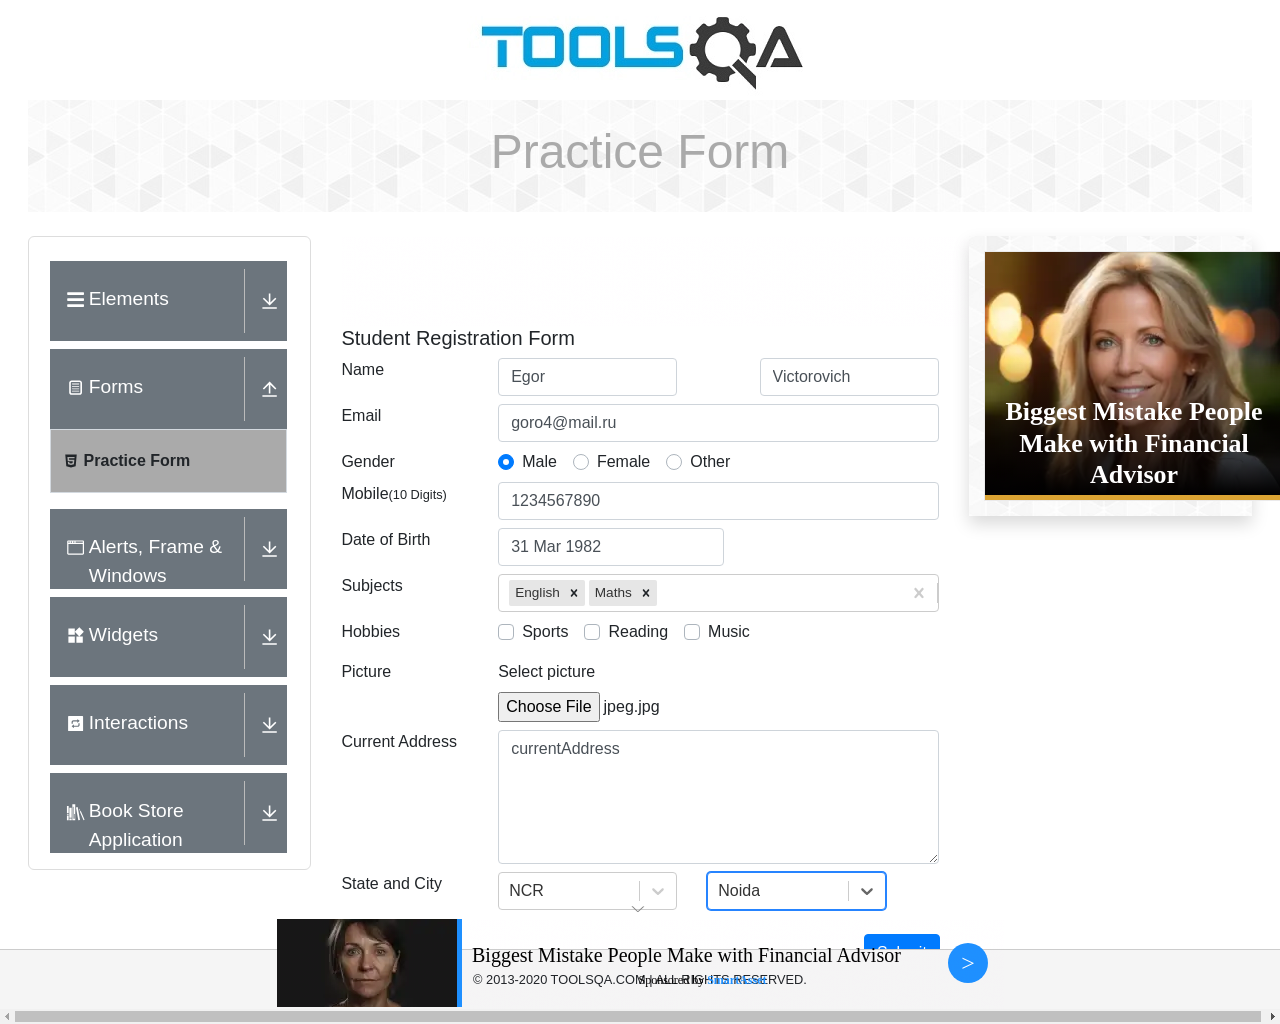 TOOLSQA
Practice Form
Elements
Forms
Practice Form
Alerts, Frame &
Windows
Widgets
Interactions
Book Store
Application
Student Registration Form
Name
Egor
Victorovich
Email
goro4@mail.ru
Gender
Male
Female
Other
Mobile(10 Digits)
1234567890
Date of Birth
31 Mar 1982
Subjects
English
Maths
Hobbies
Sports
Reading
Music
Picture
Select picture
Choose File jpeg.jpg
Current Address
currentAddress
State and City
NCR
Noida
Submit
Biggest Mistake People
Make with Financial
Advisor
Biggest Mistake People Make with Financial Advisor
>
© 2013-2020 TOOLSQA.COM | ALL RIGHTS RESERVED.
Sponsored by